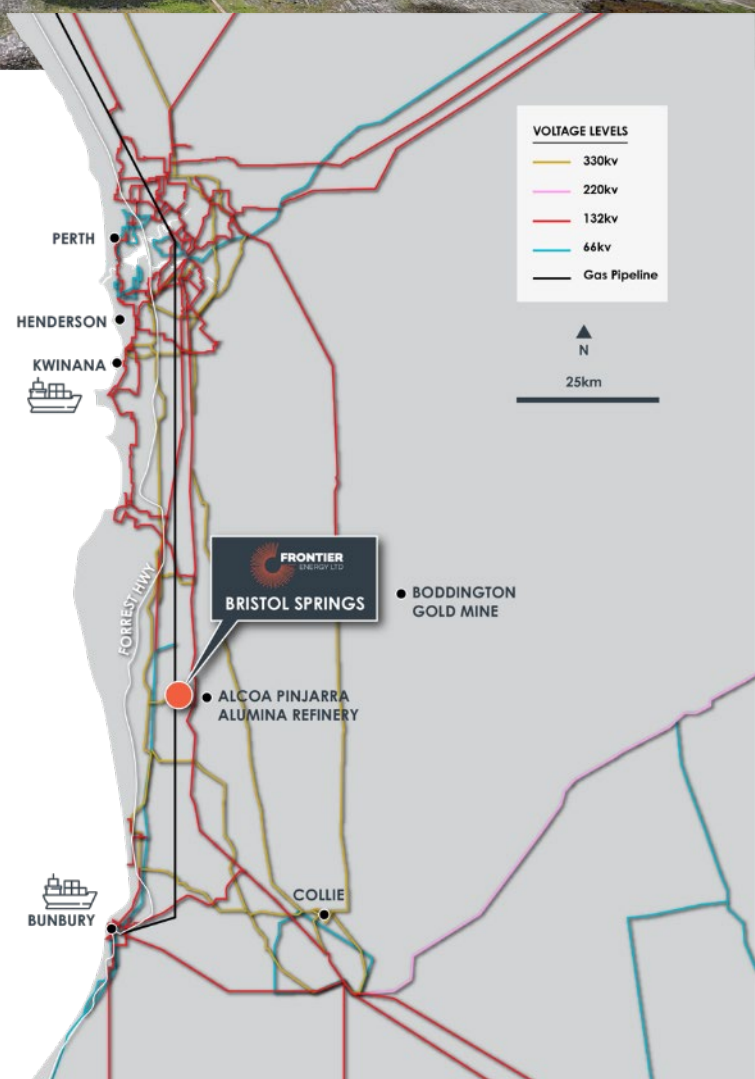 VOLTAGE LEVELS
330kv
220kv
132kv
66kv
Gas Pipeline
N
25km
PERTH
HENDERSON
KWINANA
FORREST HWY
FRONTIER
ENERGY LTD
BRISTOL SPRINGS
BODDINGTON
GOLD MINE
ALCOA PINJARRA
ALUMINA REFINERY
COLLIE
BUNBURY